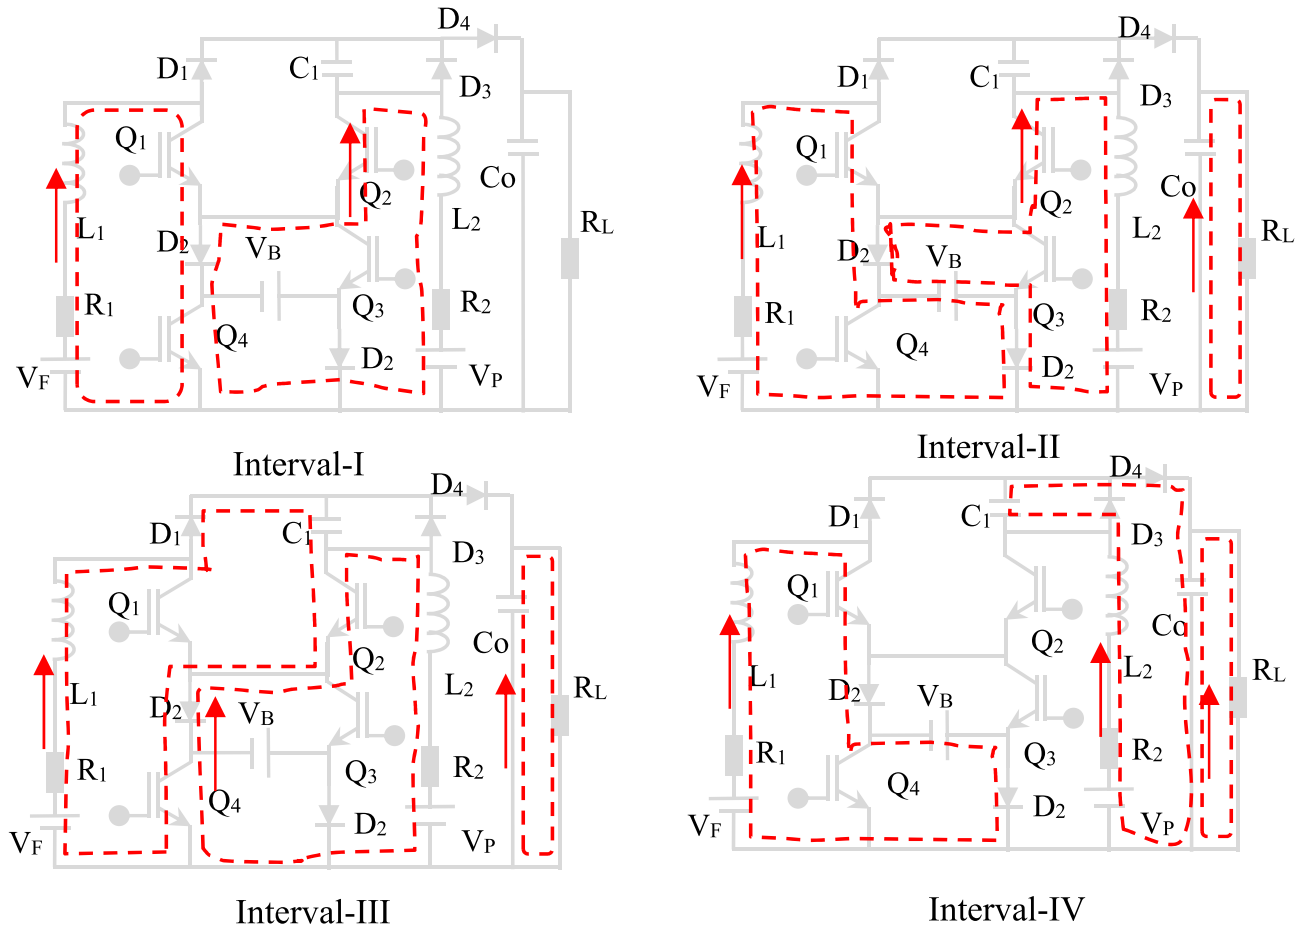 D4
D1
C1
D3
Q1
Q2
Co
L1
D2
VB
L2
RL
R1
Q4
Q3
R2
VF
D2
VP
Interval-I
D4
D1
C1
D3
Q1
Q2
Co
L1
D2
VB
L2
RL
R1
Q4
Q3
R2
VF
D2
VP
Interval-II
D4
D1
C1
D3
Q1
Q2
Co
L1
D2
VB
L2
RL
R1
Q4
Q3
R2
VF
D2
VP
Interval-III
D4
D1
C1
D3
Q1
Q2
Co
L1
D2
VB
L2
RL
R1
Q4
Q3
R2
VF
D2
VP
Interval-IV